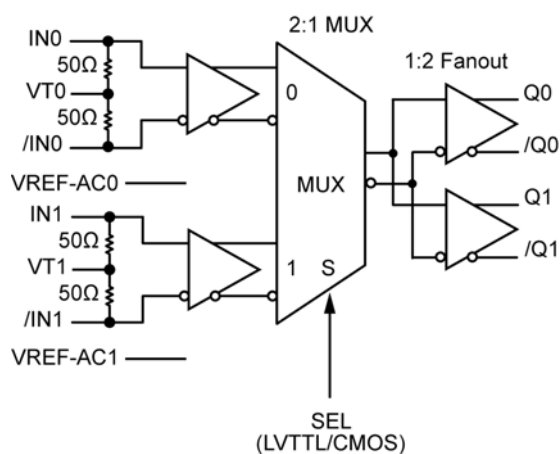 2:1 MUX
1:2 Fanout
IN0
50Ω
VT0
50Ω
/IN0
VREF-AC0
IN1
50Ω
VT1
50Ω
/IN1
VREF-AC1
0
MUX
1
S
Q0
/Q0
Q1
/Q1
SEL
(LVTTL/CMOS)